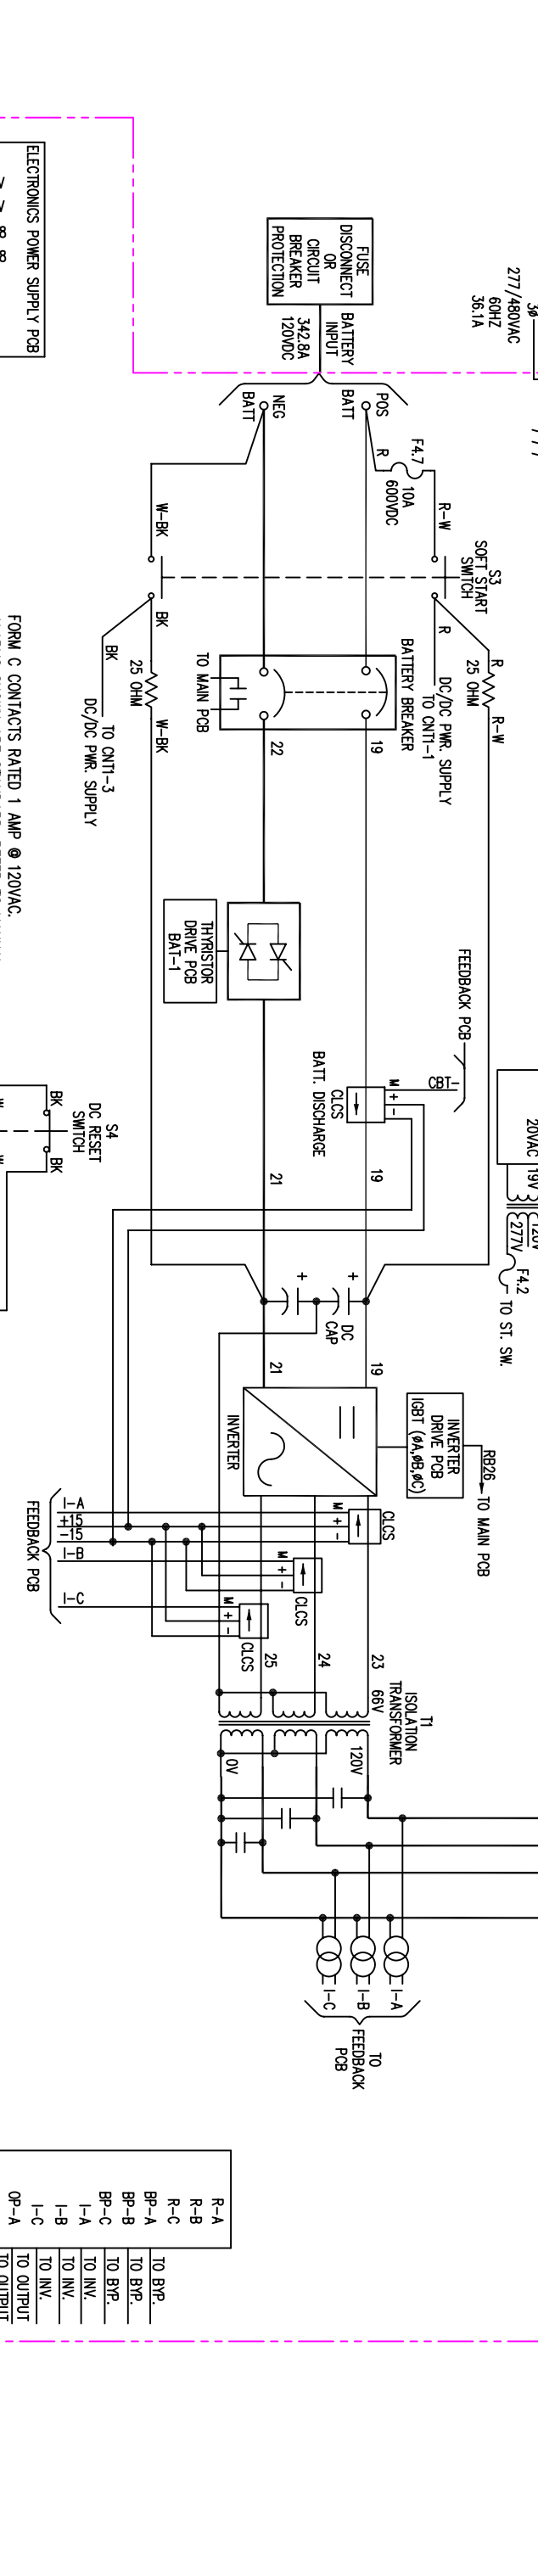 ELECTRONICS POWER SUPPLY PCB
3ø
277/480VAC
60HZ
36.1A
FUSE
DISCONNECT
OR
CIRCUIT
BREAKER
PROTECTION
BATTERY
INPUT
342.8A
120VDC
POS
BATT
NEG
BATT
R
F4.7
10A
600VDC
R-W
W-BK
S3
SOFT START
SWITCH
R
R
25 OHM
R-W
BK
BK
25 OHM
W-BK
TO CNT1-1
DC/DC PWR. SUPPLY
TO CNT1-3
DC/DC PWR. SUPPLY
BATTERY BREAKER
TO MAIN PCB
19
22
FORM C CONTACTS RATED 1 AMP @ 120VAC.
THYRISTOR
DRIVE PCB
BAT-1
FEEDBACK PCB
CBT-
M
+
-
CLCS
BATT. DISCHARGE
19
21
S4
DC RESET
SWITCH
BK
BK
W
W
20VAC
19V
120V
277V
F4.2
TO ST. SW.
+
+
DC
CAP
19
21
INVERTER
INVERTER
DRIVE PCB
IGBT (øA,øB,øC)
RB26
TO MAIN PCB
I-A
+15
-15
I-B
I-C
FEEDBACK PCB
M
+
-
CLCS
M
+
-
CLCS
M
+
-
CLCS
23
24
25
T1
ISOLATION
TRANSFORMER
66V
120V
0V
I-A
I-B
I-C
TO
FEEDBACK
PCB
R-A
R-B
R-C
BP-A TO BYP.
BP-B TO BYP.
BP-C TO BYP.
I-A TO INV.
I-B TO INV.
I-C TO INV.
OP-A TO OUTPUT
TO OUTPUT